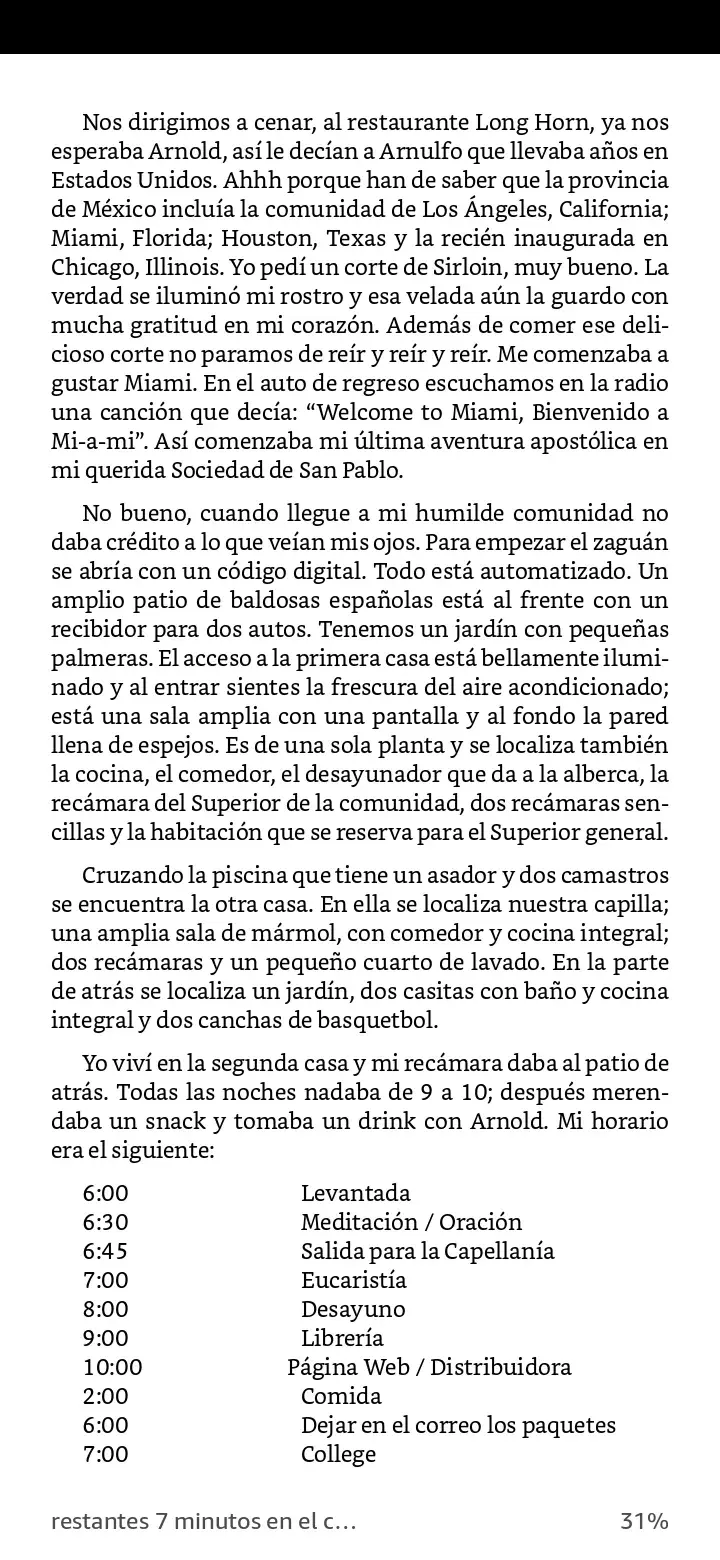 Nos dirigimos a cenar, al restaurante Long Horn, ya nos
esperaba Arnold, así le decían a Arnulfo que llevaba años en
Estados Unidos. Ahhh porque han de saber que la provincia
de México incluía la comunidad de Los Ángeles, California;
Miami, Florida; Houston, Texas y la recién inaugurada en
Chicago, Illinois. Yo pedí un corte de Sirloin, muy bueno. La
verdad se iluminó mi rostro y esa velada aún la guardo con
mucha gratitud en mi corazón. Además de comer ese deli-
cioso corte no paramos de reír y reír y reír. Me comenzaba a
gustar Miami. En el auto de regreso escuchamos en la radio
una canción que decía: “Welcome to Miami, Bienvenido a
Mi-a-mi”. Así comenzaba mi última aventura apostólica en
mi querida Sociedad de San Pablo.
No bueno, cuando llegue a mi humilde comunidad no
daba crédito a lo que veían mis ojos. Para empezar el zaguán
se abría con un código digital. Todo está automatizado. Un
amplio patio de baldosas españolas está al frente con un
recibidor para dos autos. Tenemos un jardín con pequeñas
palmeras. El acceso a la primera casa está bellamente ilumi-
nado y al entrar sientes la frescura del aire acondicionado;
está una sala amplia con una pantalla y al fondo la pared
llena de espejos. Es de una sola planta y se localiza también
la cocina, el comedor, el desayunador que da a la alberca, la
recámara del Superior de la comunidad, dos recámaras sen-
cillas y la habitación que se reserva para el Superior general.
Cruzando la piscina que tiene un asador y dos camastros
se encuentra la otra casa. En ella se localiza nuestra capilla;
una amplia sala de mármol, con comedor y cocina integral;
dos recámaras y un pequeño cuarto de lavado. En la parte
de atrás se localiza un jardín, dos casitas con baño y cocina
integral y dos canchas de basquetbol.
Yo viví en la segunda casa y mi recámara daba al patio de
atrás. Todas las noches nadaba de 9 a 10; después meren-
daba un snack y tomaba un drink con Arnold. Mi horario
era el siguiente:
6:00 Levantada
6:30 Meditación / Oración
6:45 Salida para la Capellanía
7:00 Eucaristía
8:00 Desayuno
9:00 Librería
10:00 Página Web / Distribuidora
2:00 Comida
6:00 Dejar en el correo los paquetes
7:00 College
restantes 7 minutos en el c... 31%